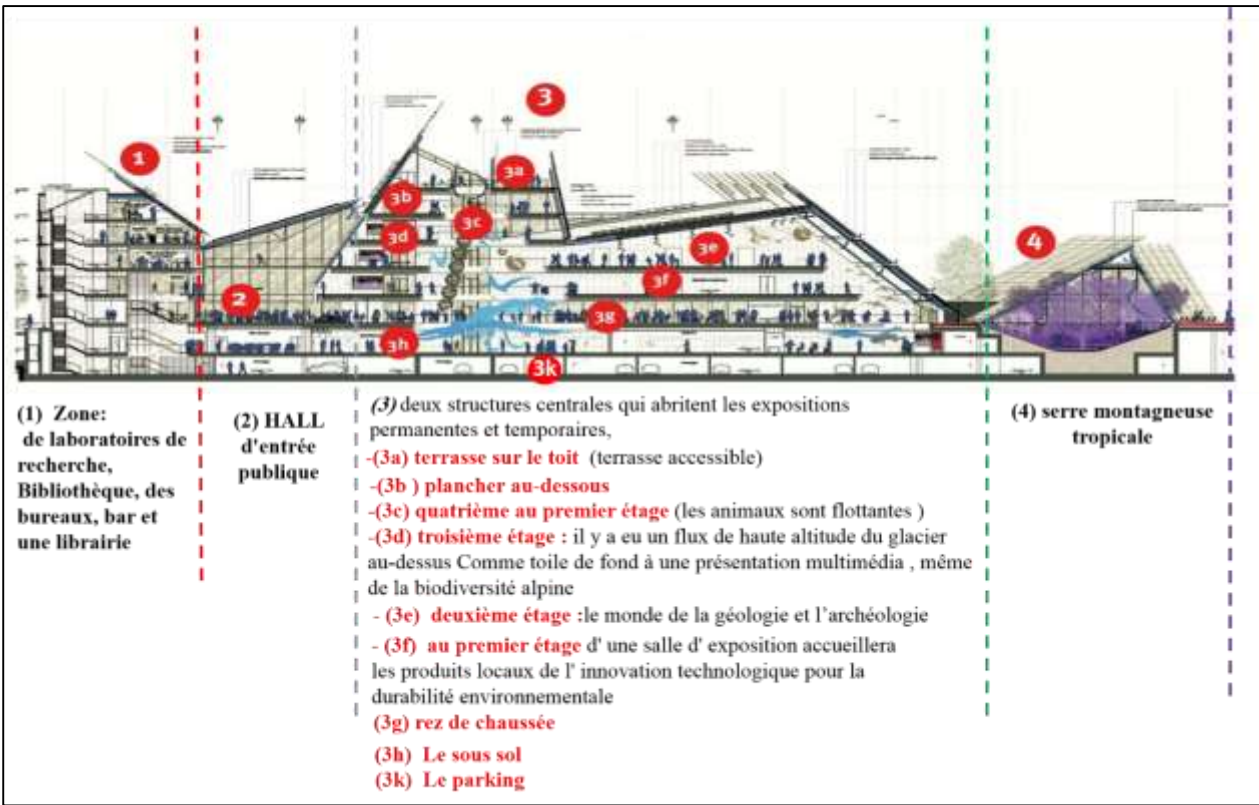 3
1
3a
3b
3c
3d
3e
4
3f
2
3g
3h
3k
(1) Zone:
de laboratoires de
recherche,
Bibliothèque, des
bureaux, bar et
une librairie
(2) HALL
d'entrée
publique
(3) deux structures centrales qui abritent les expositions
permanentes et temporaires,
-(3a) terrasse sur le toit (terrasse accessible)
-(3b ) plancher au-dessous
-(3c) quatrième au premier étage (les animaux sont flottantes )
-(3d) troisième étage : il y a eu un flux de haute altitude du glacier
au-dessus Comme toile de fond à une présentation multimédia , même
de la biodiversité alpine
- (3e) deuxième étage :le monde de la géologie et l’archéologie
- (3f) au premier étage d' une salle d' exposition accueillera
les produits locaux de l' innovation technologique pour la
durabilité environnementale
(3g) rez de chaussée
(3h) Le sous sol
(3k) Le parking
(4) serre montagneuse
tropicale